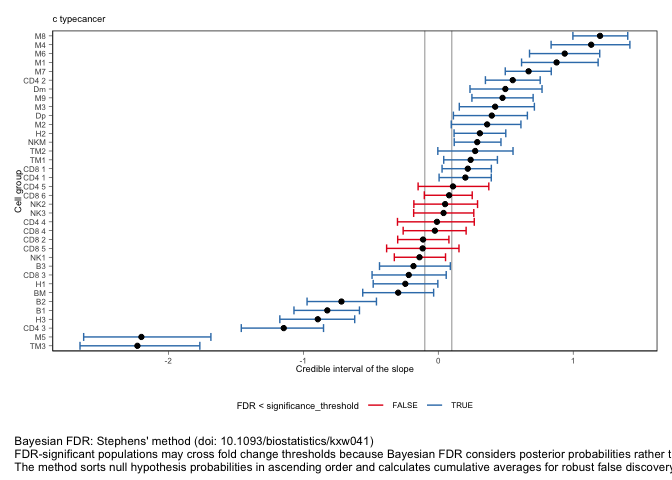 c typecancer
M8
M4
M6
M1
M7
CD4 2
Dm
M9
M3
Dp
M2
H2
NKM
TM2
TM1
CD8 1
CD4 1
CD4 5
CD8 6
NK2
NK3
CD4 4
CD8 4
CD8 2
CD8 5
NK1
B3
CD8 3
H1
BM
B2
B1
H3
CD4 3
M5
TM3
Cell group
-2
-1
0
1
Credible interval of the slope
FDR < significance_threshold
FALSE
TRUE
Bayesian FDR: Stephens' method (doi: 10.1093/biostatistics/kxw041)
FDR-significant populations may cross fold change thresholds because Bayesian FDR considers posterior probabilities rather t
The method sorts null hypothesis probabilities in ascending order and calculates cumulative averages for robust false discovery